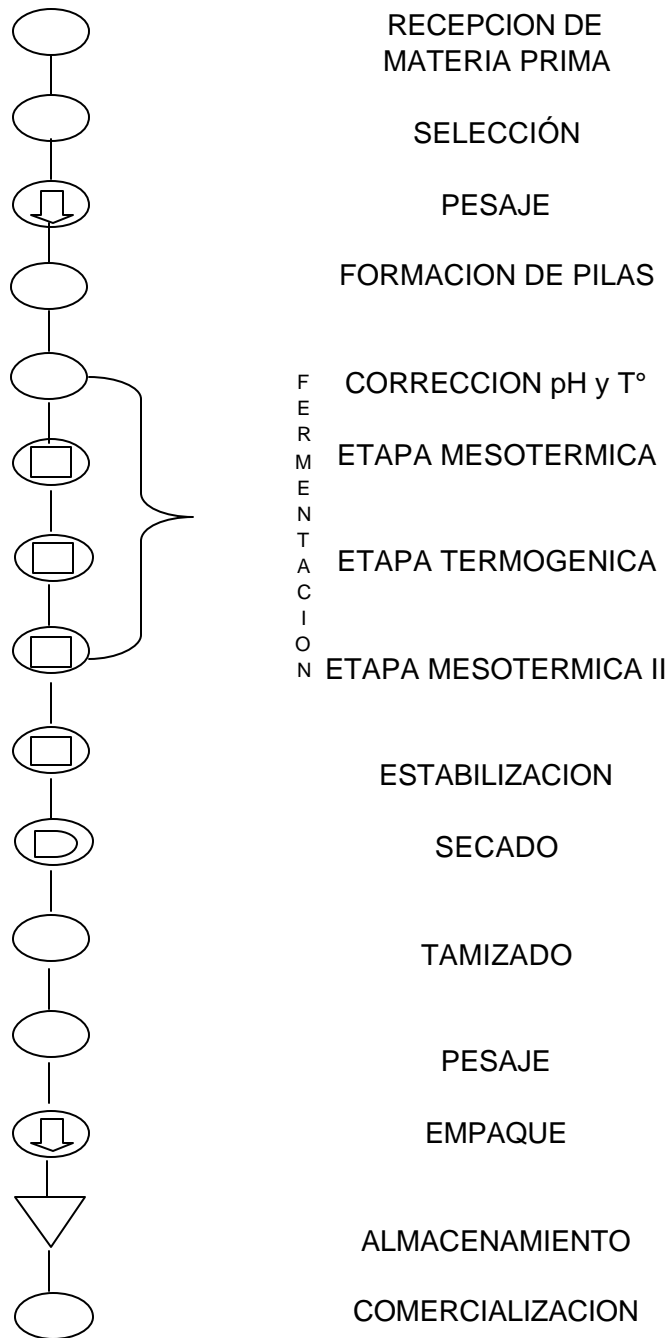 RECEPCION DE
MATERIA PRIMA
SELECCIÓN
PESAJE
FORMACION DE PILAS
FERMENTACION
CORRECCION pH y T°
ETAPA MESOTERMICA
ETAPA TERMOGENICA
ETAPA MESOTERMICA II
ESTABILIZACION
SECADO
TAMIZADO
PESAJE
EMPAQUE
ALMACENAMIENTO
COMERCIALIZACION